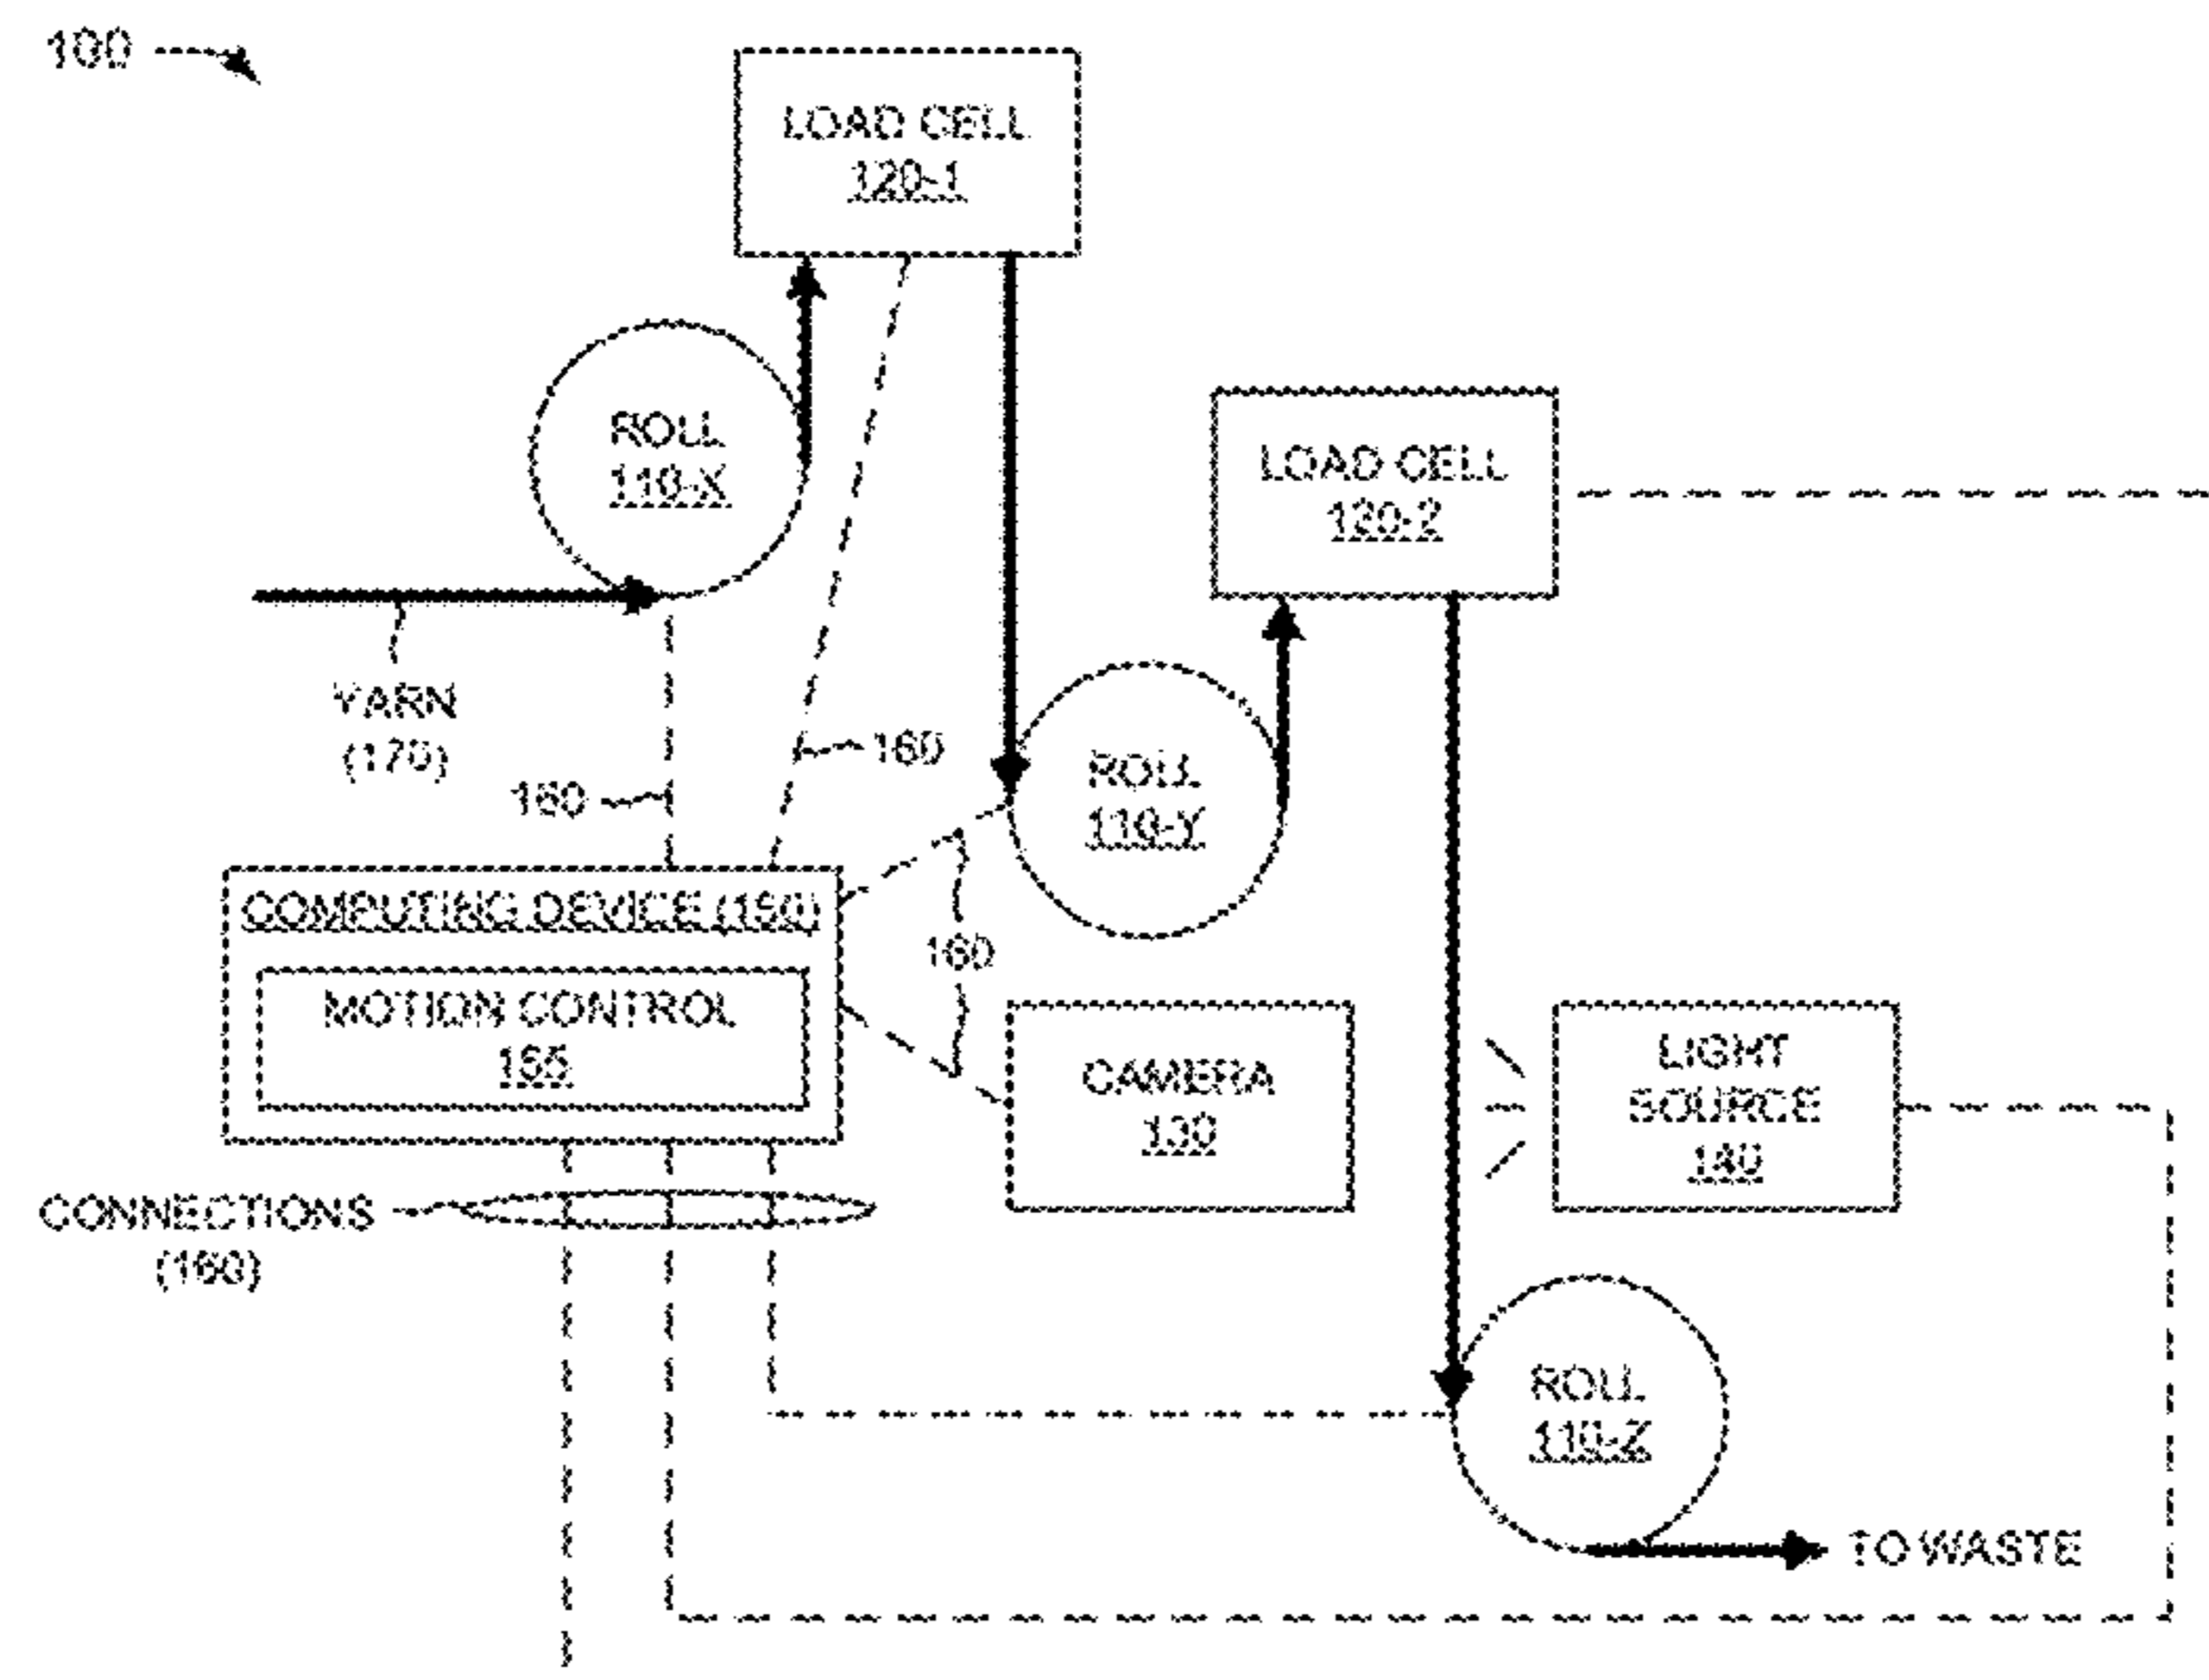 100
LOAD CELL
120-1
ROLL
110-X
LOAD CELL
120-2
YARN
(170)
160
160
ROLL
110-Y
COMPUTING DEVICE (150)
160
MOTION CONTROL
155
CAMERA
130
LIGHT
SOURCE
140
CONNECTIONS
(160)
ROLL
110-Z
TO WASTE